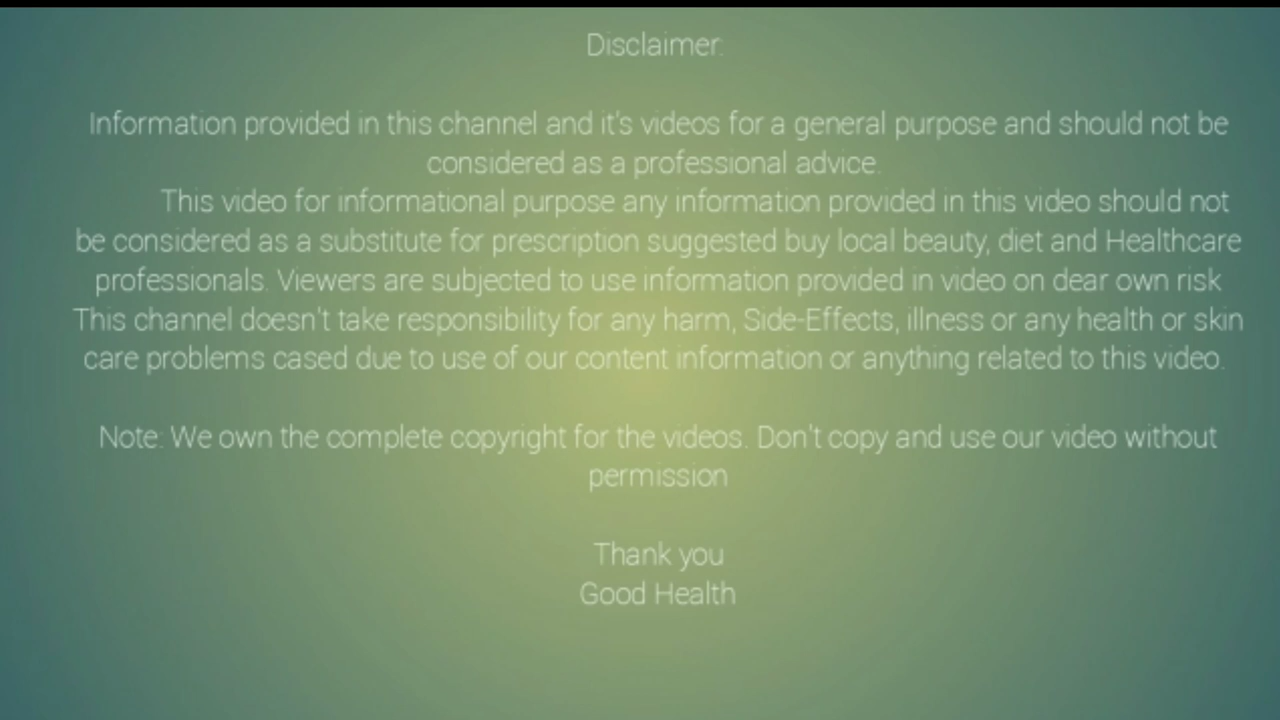 Disclaimer:
Information provided in this channel and it's videos for a general purpose and should not be
considered as a professional advice.
This video for informational purpose any information provided in this video should not
be considered as a substitute for prescription suggested buy local beauty, diet and Healthcare
professionals. Viewers are subjected to use information provided in video on dear own risk
This channel doesn't take responsibility for any harm, Side-Effects, illness or any health or skin
care problems cased due to use of our content information or anything related to this video.
Note: We own the complete copyright for the videos. Don't copy and use our video without
permission
Thank you
Good Health